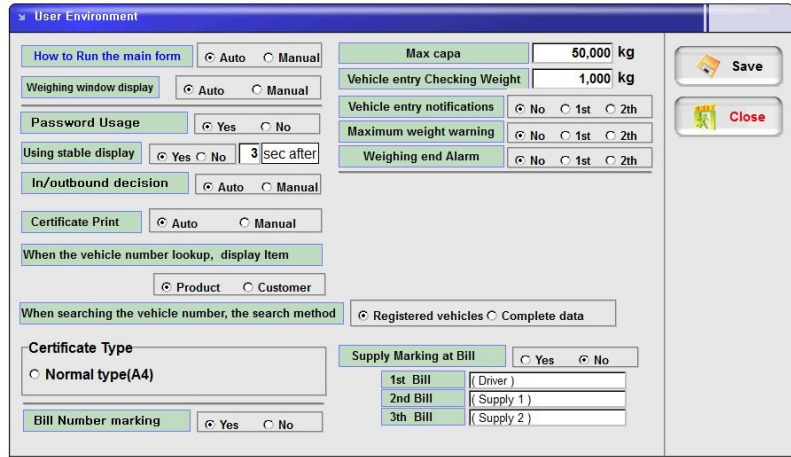 User Environment
How to Run the main form Auto Manual
Weighing window display Auto Manual
Password Usage Yes No
Using stable display Yes No 3 sec after
In/outbound decision Auto Manual
Certificate Print Auto Manual
When the vehicle number lookup, display Item
Product Customer
When searching the vehicle number, the search method Registered vehicles Complete data
Certificate Type
Normal type(A4)
Bill Number marking Yes No
Max capa 50,000 kg
Vehicle entry Checking Weight 1,000 kg
Vehicle entry notifications No 1st 2th
Maximum weight warning No 1st 2th
Weighing end Alarm No 1st 2th
Supply Marking at Bill Yes No
1st Bill ( Driver )
2nd Bill ( Supply 1 )
3th Bill ( Supply 2 )
Save
Close